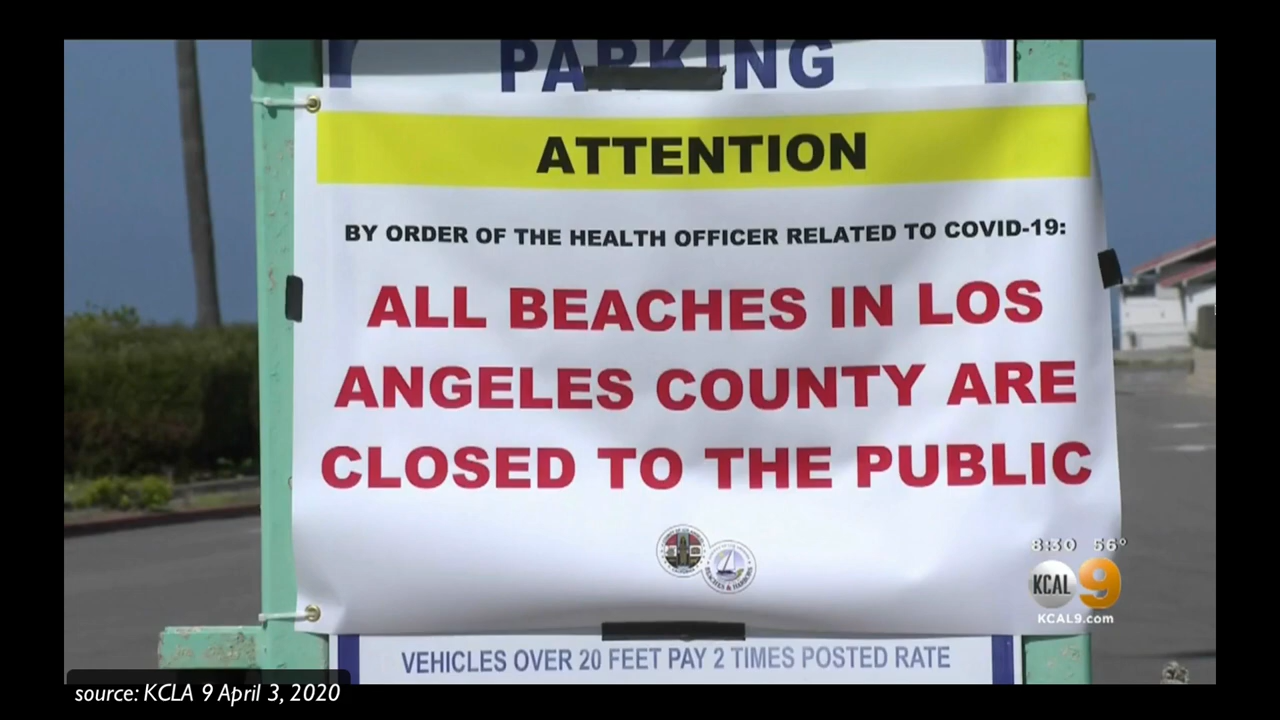 PARKING
ATTENTION
BY ORDER OF THE HEALTH OFFICER RELATED TO COVID-19:
ALL BEACHES IN LOS
ANGELES COUNTY ARE
CLOSED TO THE PUBLIC
BEACHES & HARBORS
8:30 56°
KCAL 9
KCAL9.com
VEHICLES OVER 20 FEET PAY 2 TIMES POSTED RATE
source: KCLA 9 April 3, 2020